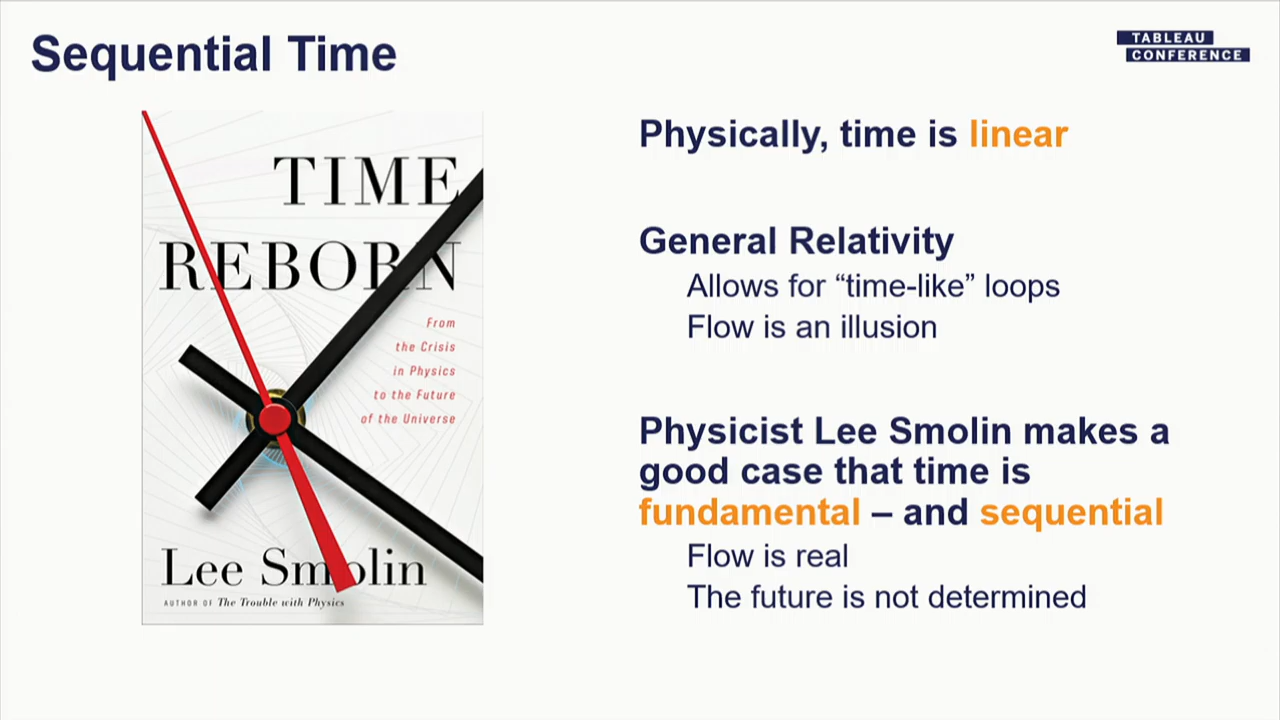 Sequential Time
TABLEAU
CONFERENCE
TIME
REBORN
From
the Crisis
in Physics
to the Future
of the Universe
Lee Smolin
AUTHOR OF The Trouble with Physics
Physically, time is linear
General Relativity
Allows for “time-like” loops
Flow is an illusion
Physicist Lee Smolin makes a
good case that time is
fundamental – and sequential
Flow is real
The future is not determined